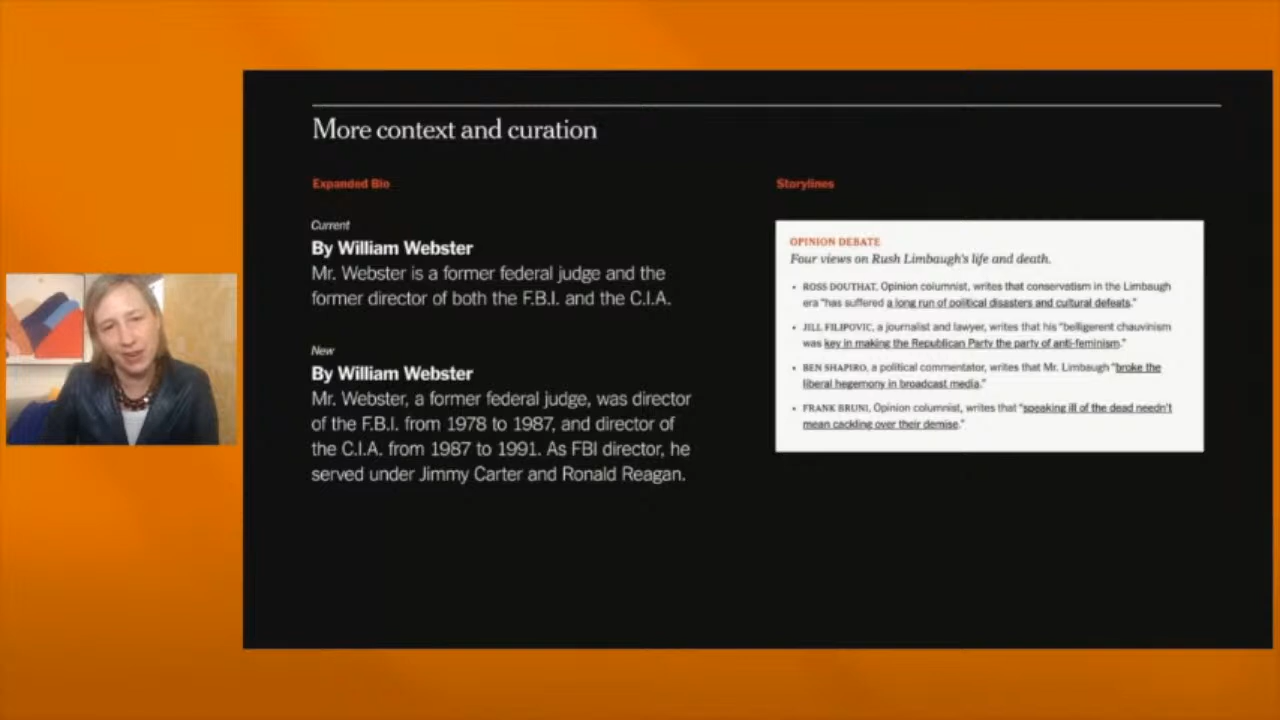 More context and curation
Expanded Bio
Current
By William Webster
Mr. Webster is a former federal judge and the
former director of both the F.B.I. and the C.I.A.
New
By William Webster
Mr. Webster, a former federal judge, was director
of the F.B.I. from 1978 to 1987, and director of
the C.I.A. from 1987 to 1991. As FBI director, he
served under Jimmy Carter and Ronald Reagan.
Storylines
OPINION DEBATE
Four views on Rush Limbaugh's life and death.
• ROSS DOUTHAT, Opinion columnist, writes that conservatism in the Limbaugh
era "has suffered a long run of political disasters and cultural defeats."
• JILL FILIPOVIC, a journalist and lawyer, writes that his "belligerent chauvinism
was key in making the Republican Party the party of anti-feminism."
• BEN SHAPIRO, a political commentator, writes that Mr. Limbaugh "broke the
liberal hegemony in broadcast media."
• FRANK BRUNI, Opinion columnist, writes that "speaking ill of the dead needn't
mean cackling over their demise."